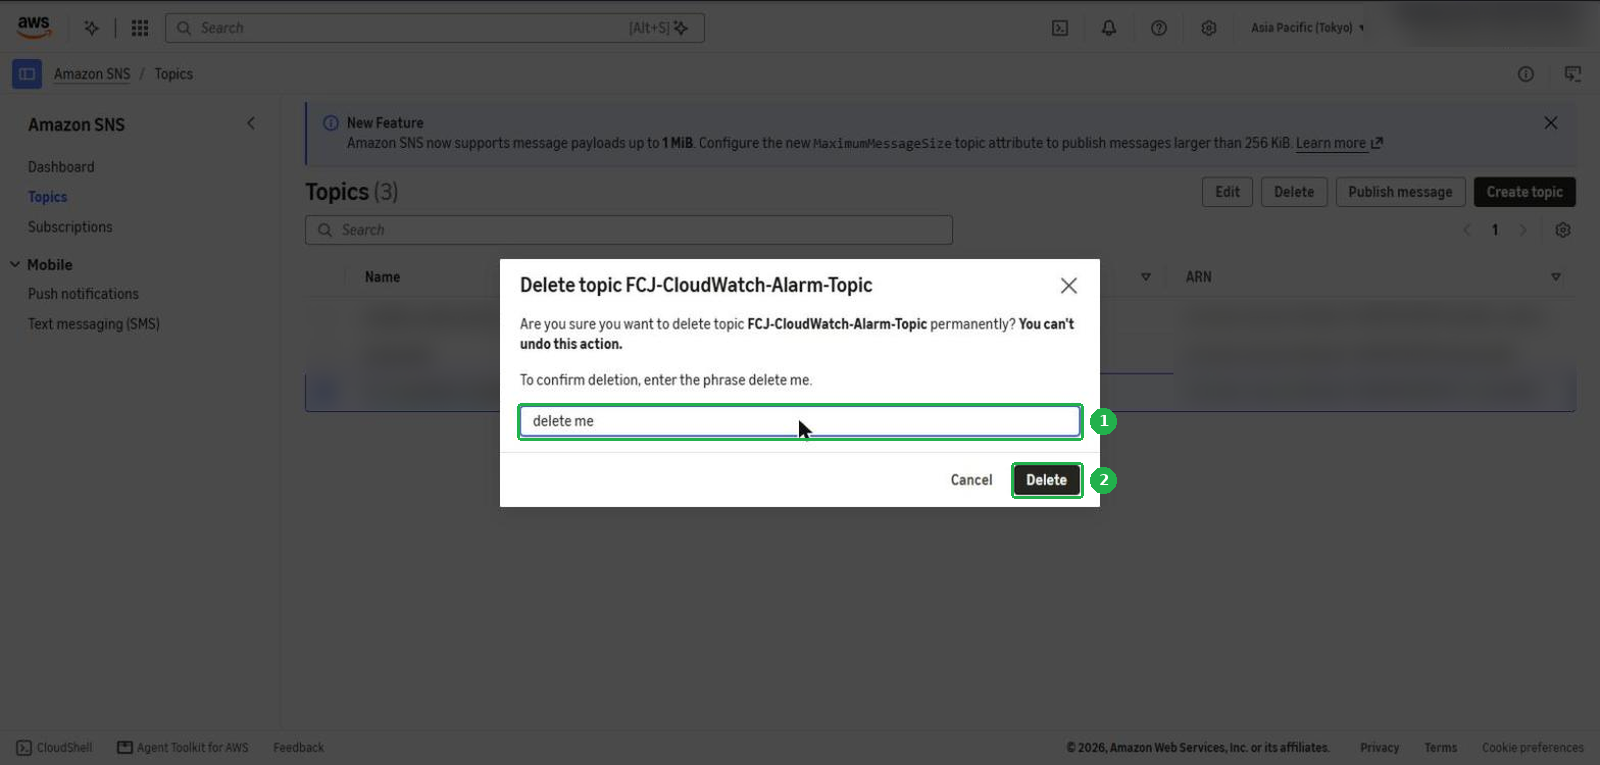 aws
Search
[Alt+S]
Asia Pacific (Tokyo)
Amazon SNS / Topics
Amazon SNS
Dashboard
Topics
Subscriptions
Mobile
Push notifications
Text messaging (SMS)
New Feature
Amazon SNS now supports message payloads up to 1 MiB. Configure the new MaximumMessageSize topic attribute to publish messages larger than 256 KiB. Learn more
Topics (3)
Edit
Delete
Publish message
Create topic
Search
1
Name
ARN
Delete topic FCJ-CloudWatch-Alarm-Topic
Are you sure you want to delete topic FCJ-CloudWatch-Alarm-Topic permanently? You can't
undo this action.
To confirm deletion, enter the phrase delete me.
delete me
1
Cancel
Delete
2
CloudShell
Agent Toolkit for AWS
Feedback
© 2026, Amazon Web Services, Inc. or its affiliates.
Privacy
Terms
Cookie preferences